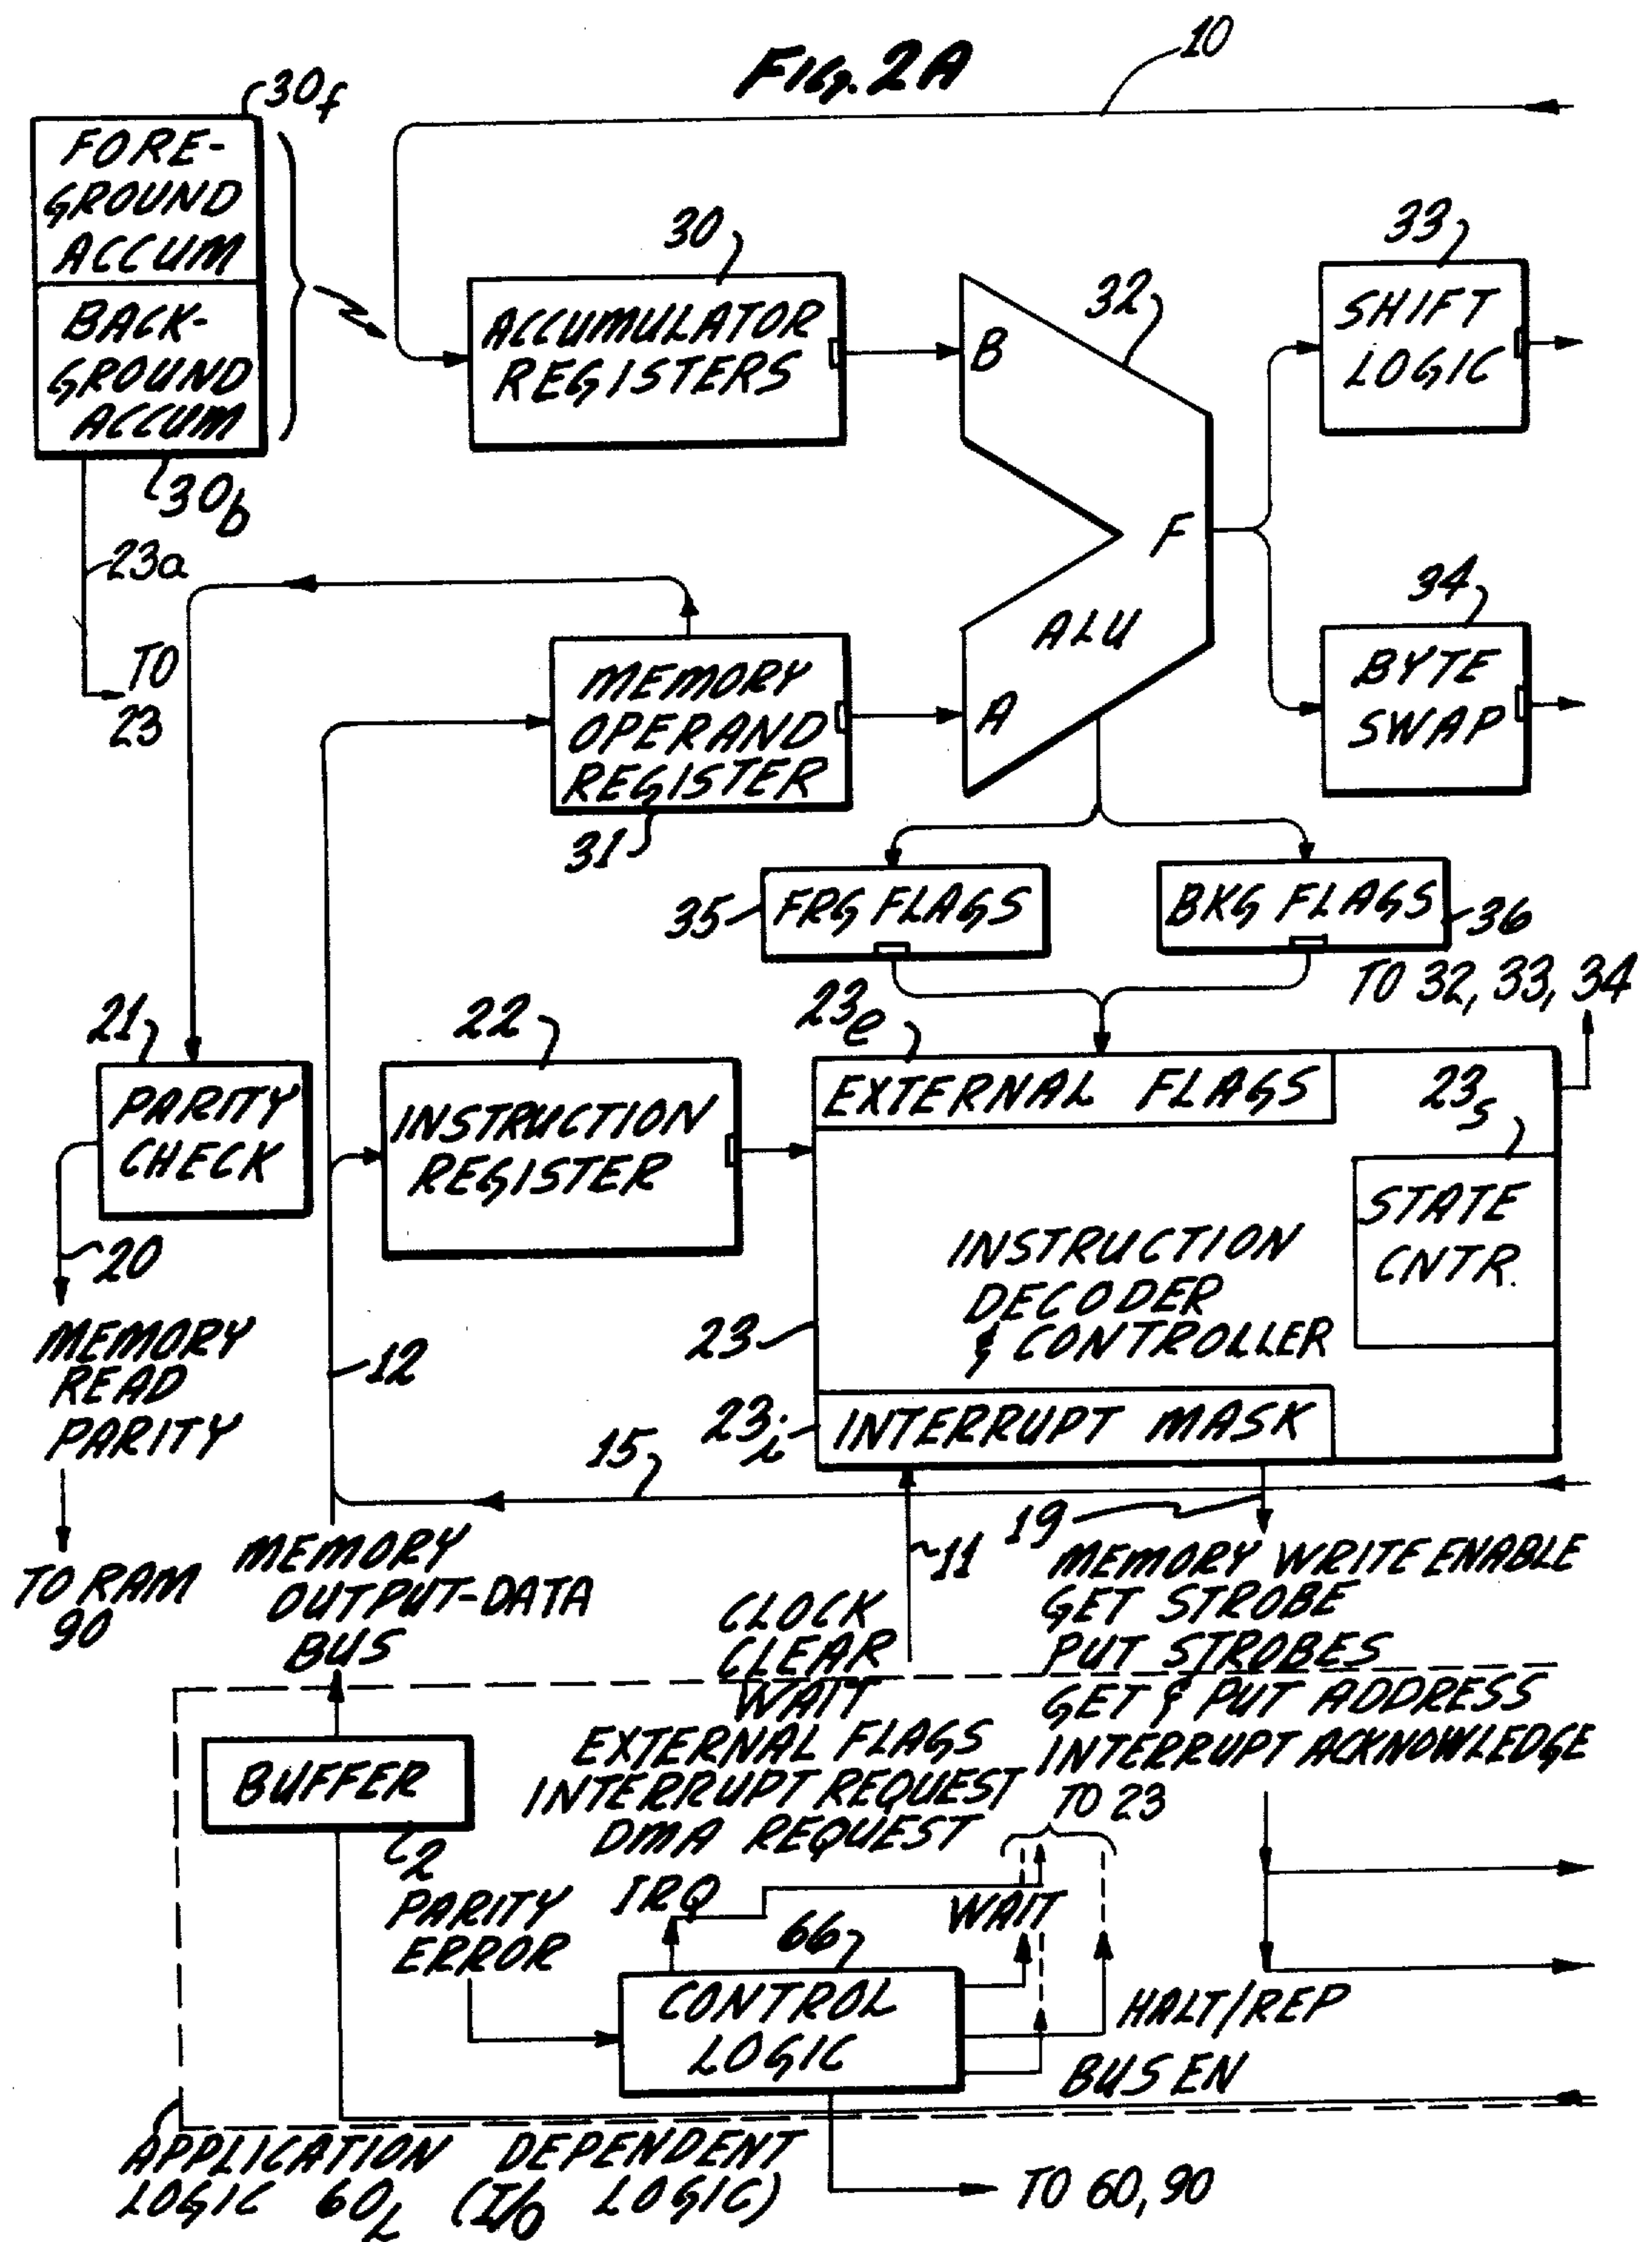 FIG. 2A
10
30f
FORE-
GROUND
ACCUM
BACK-
GROUND
ACCUM
30b
23a
TO
23
30
ACCUMULATOR
REGISTERS
B
32
F
ALU
A
33
SHIFT
LOGIC
34
BYTE
SWAP
MEMORY
OPERAND
REGISTER
31
35
FRG FLAGS
BKG FLAGS
36
TO 32, 33, 34
21
PARITY
CHECK
20
MEMORY
READ
PARITY
TO RAM
90
22
INSTRUCTION
REGISTER
23e
EXTERNAL FLAGS
23s
STATE
CNTR.
INSTRUCTION
DECODER
& CONTROLLER
23
23i
INTERRUPT MASK
12
15
11
19
MEMORY
OUTPUT-DATA
BUS
CLOCK
CLEAR
WAIT
EXTERNAL FLAGS
INTERRUPT REQUEST
DMA REQUEST
MEMORY WRITE ENABLE
GET STROBE
PUT STROBES
GET & PUT ADDRESS
INTERRUPT ACKNOWLEDGE
TO 23
BUFFER
2
PARITY
ERROR
IRQ
WAIT
66
CONTROL
LOGIC
HALT/REP
BUS EN
APPLICATION DEPENDENT
LOGIC 60L (I/O LOGIC)
TO 60, 90